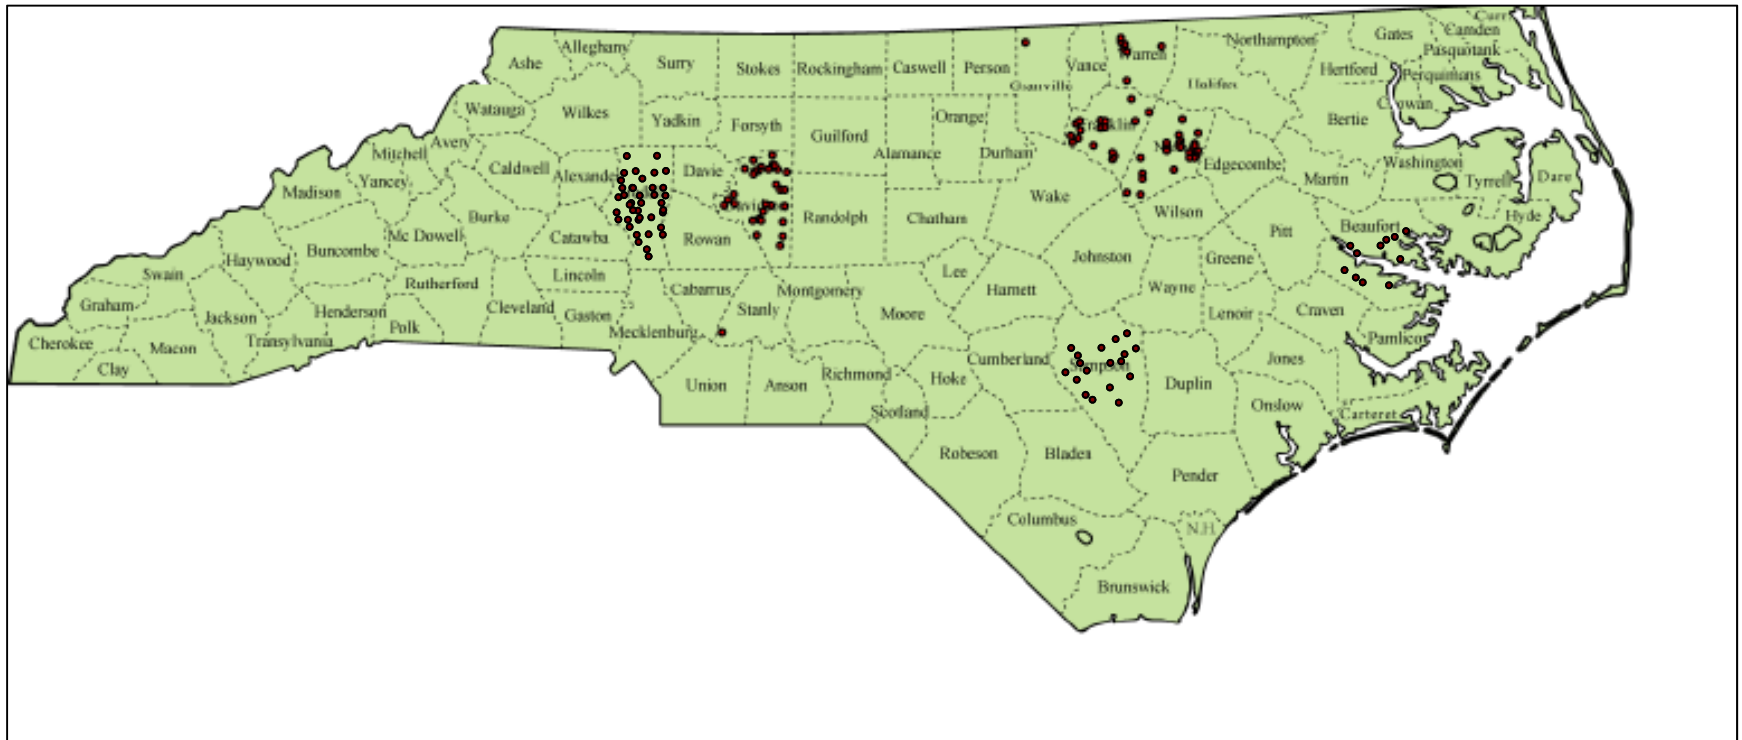 Ashe
Alleghany
Surry
Stokes
Rockingham
Caswell
Person
Granville
Vance
Warren
Halifax
Northampton
Gates
Hertford
Camden
Pasquotank
Perquimans
Watauga
Wilkes
Yadkin
Forsyth
Guilford
Orange
Alamance
Durham
Bertie
Mitchell
Avery
Yancey
Madison
Caldwell
Davie
Edgecombe
Martin
Washington
Tyrrell
Dare
Hyde
Burke
Mc Dowell
Buncombe
Haywood
Swain
Graham
Cherokee
Clay
Macon
Jackson
Transylvania
Henderson
Polk
Rutherford
Cleveland
Catawba
Lincoln
Gaston
Mecklenburg
Rowan
Cabarrus
Stanly
Union
Anson
Montgomery
Randolph
Chatham
Wake
Lee
Moore
Harnett
Johnston
Wilson
Pitt
Beaufort
Greene
Wayne
Lenoir
Craven
Pamlico
Jones
Cumberland
Hoke
Richmond
Scotland
Duplin
Onslow
Carteret
Robeson
Bladen
Pender
Columbus
N.H.
Brunswick